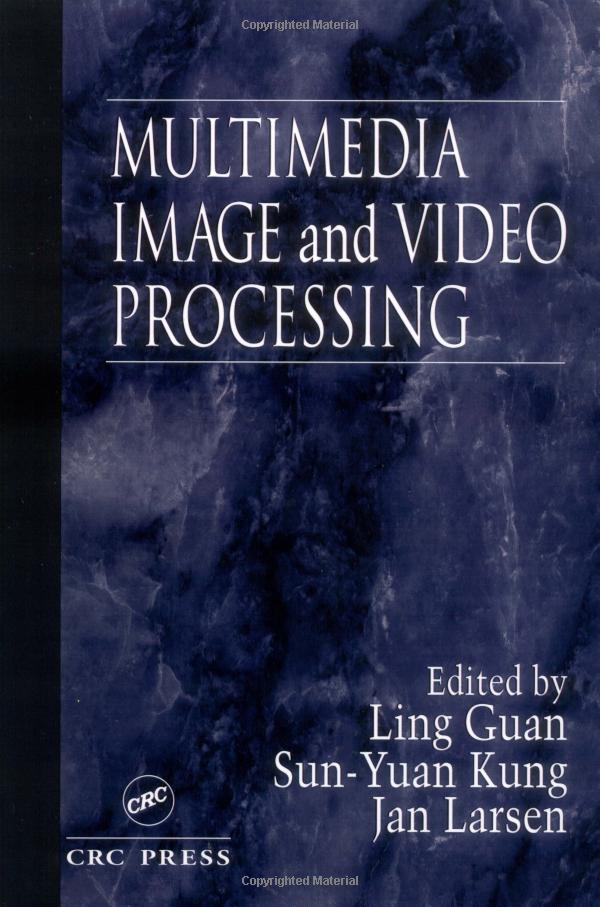 Copyrighted Material
MULTIMEDIA
IMAGE and VIDEO
PROCESSING
Edited by
Ling Guan
Sun-Yuan Kung
Jan Larsen
CRC
CRC PRESS
Copyrighted Material